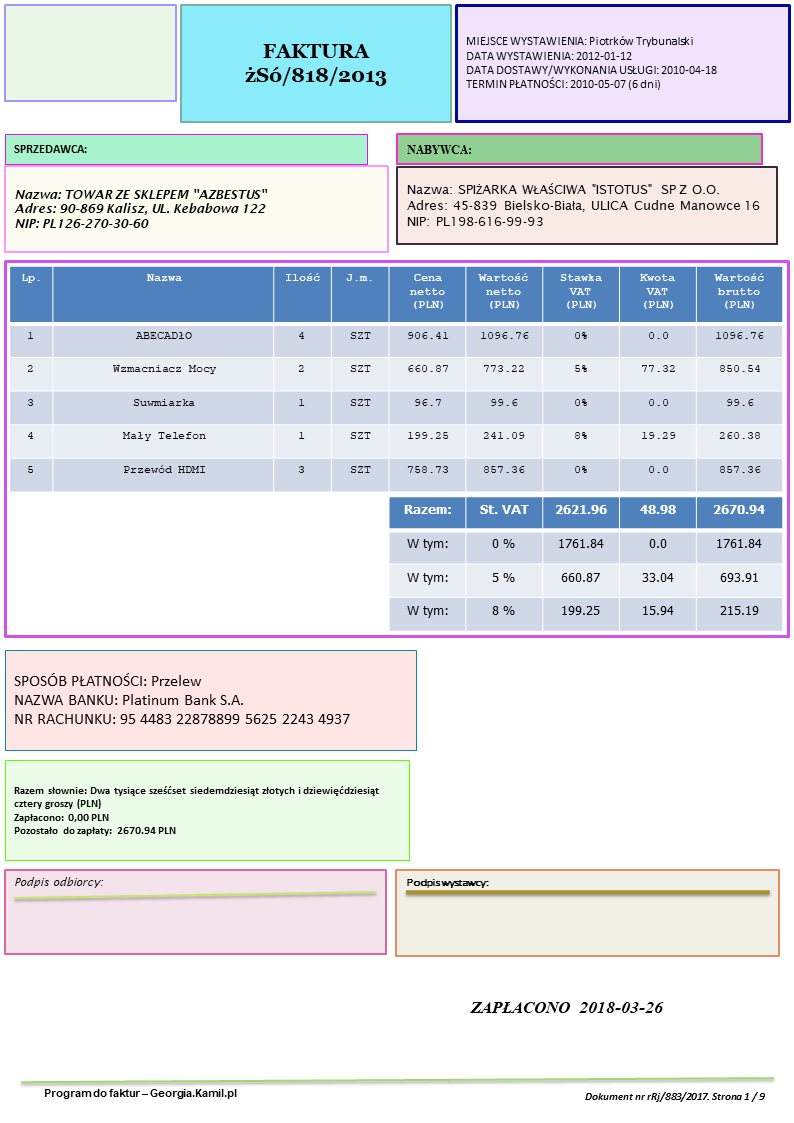 FAKTURA
żSó/818/2013
MIEJSCE WYSTAWIENIA: Piotrków Trybunalski
DATA WYSTAWIENIA: 2012-01-12
DATA DOSTAWY/WYKONANIA USŁUGI: 2010-04-18
TERMIN PŁATNOŚCI: 2010-05-07 (6 dni)
SPRZEDAWCA:
Nazwa: TOWAR ZE SKLEPEM "AZBESTUS"
Adres: 90-869 Kalisz, UL. Kebabowa 122
NIP: PL126-270-30-60
NABYWCA:
Nazwa: SPIŻARKA WŁAŚCIWA "ISTOTUS" SP Z O.O.
Adres: 45-839 Bielsko-Biała, ULICA Cudne Manowce 16
NIP: PL198-616-99-93
Lp. Nazwa Ilość J.m. Cena netto (PLN) Wartość netto (PLN) Stawka VAT (PLN) Kwota VAT (PLN) Wartość brutto (PLN)
1 ABECADŁO 4 SZT 906.41 1096.76 0% 0.0 1096.76
2 Wzmacniacz Mocy 2 SZT 660.87 773.22 5% 77.32 850.54
3 Suwmiarka 1 SZT 96.7 99.6 0% 0.0 99.6
4 Mały Telefon 1 SZT 199.25 241.09 8% 19.29 260.38
5 Przewód HDMI 3 SZT 758.73 857.36 0% 0.0 857.36
Razem: St. VAT 2621.96 48.98 2670.94
W tym: 0 % 1761.84 0.0 1761.84
W tym: 5 % 660.87 33.04 693.91
W tym: 8 % 199.25 15.94 215.19
SPOSÓB PŁATNOŚCI: Przelew
NAZWA BANKU: Platinum Bank S.A.
NR RACHUNKU: 95 4483 22878899 5625 2243 4937
Razem słownie: Dwa tysiące sześćset siedemdziesiąt złotych i dziewięćdziesiąt
cztery groszy (PLN)
Zapłacono: 0,00 PLN
Pozostało do zapłaty: 2670.94 PLN
Podpis odbiorcy:
Podpis wystawcy:
ZAPŁACONO 2018-03-26
Program do faktur – Georgia.Kamil.pl
Dokument nr rRj/883/2017. Strona 1 / 9